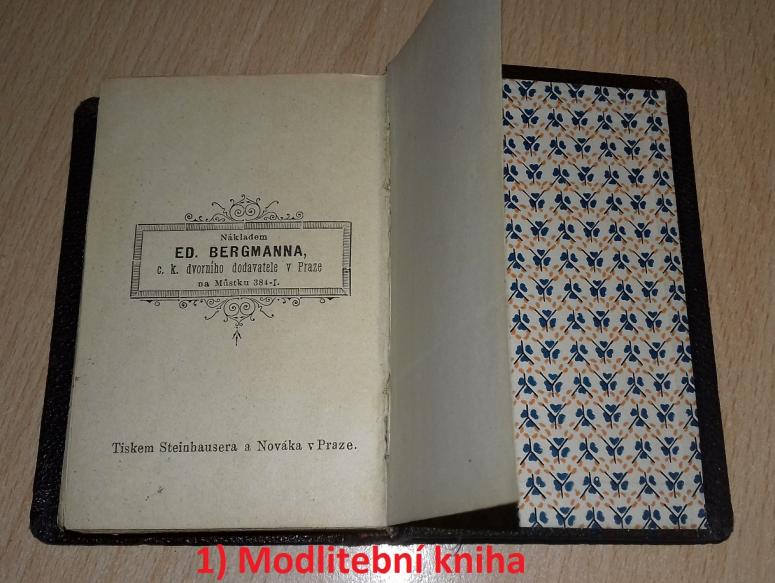 Nákladem
ED. BERGMANNA,
c. k. dvorního dodavatele v Praze
na Můstku 384-I.
Tiskem Steinhausera a Nováka v Praze.
1) Modlitební kniha